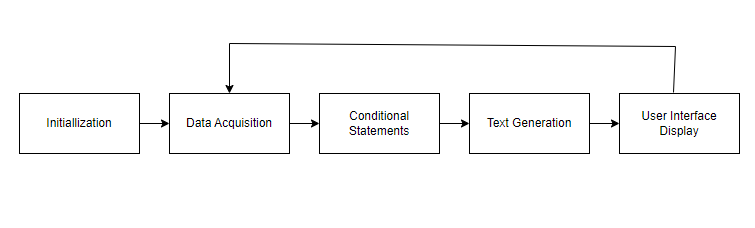 Initiallization
Data Acquisition
Conditional
Statements
Text Generation
User Interface
Display